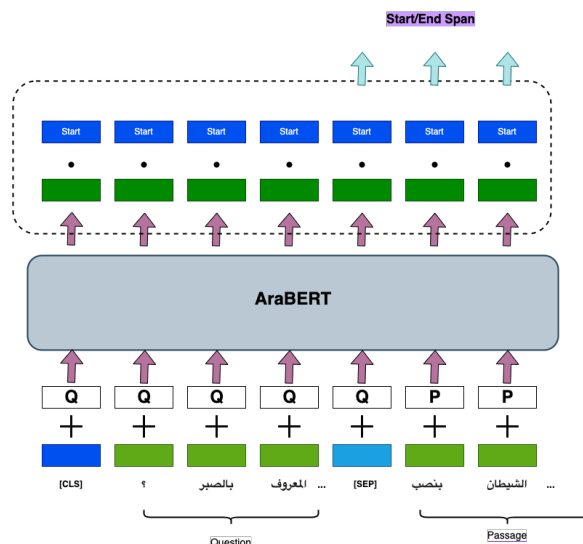 Start/End Span
Start Start Start Start Start Start Start
AraBERT
Q Q Q Q Q P P
[CLS] ؟ بالصبر المعروف ... [SEP] بنصب الشيطان ...
Question
Passage